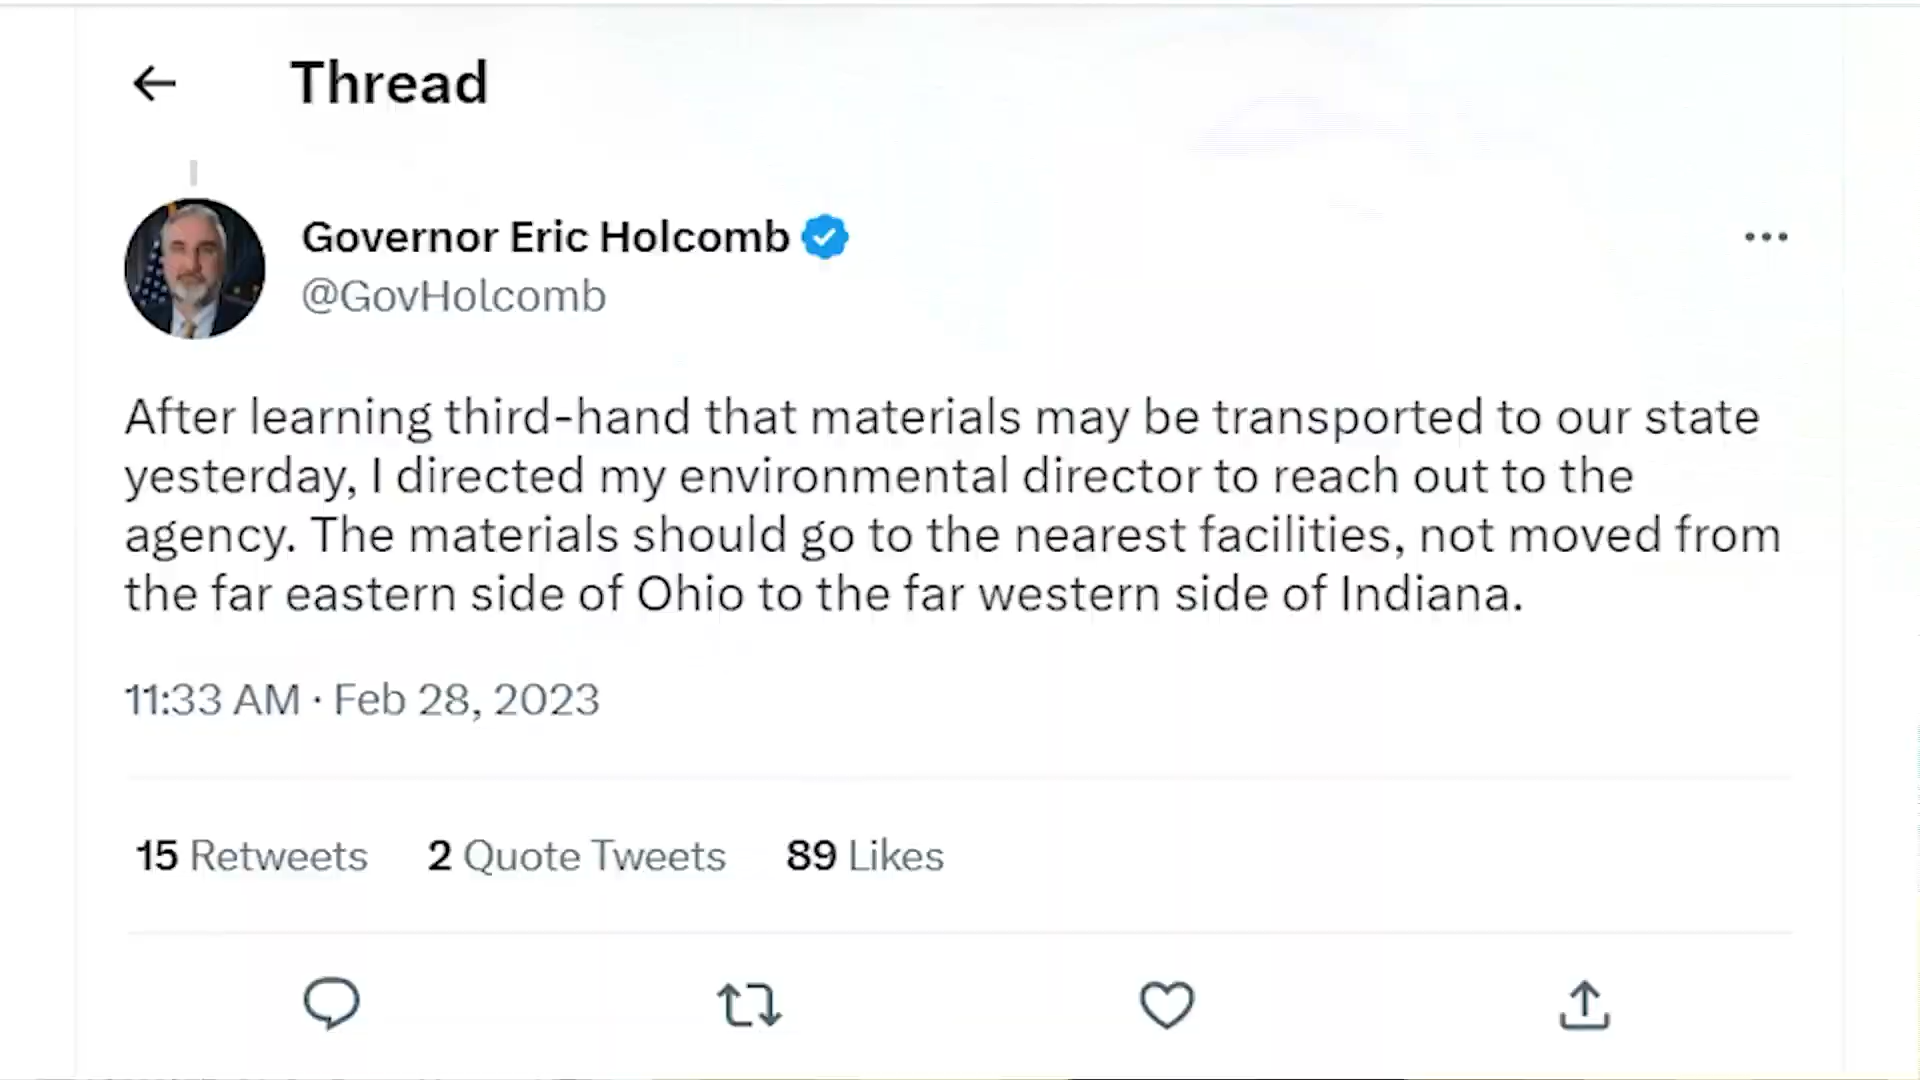 Thread
Governor Eric Holcomb
@GovHolcomb
After learning third-hand that materials may be transported to our state
yesterday, I directed my environmental director to reach out to the
agency. The materials should go to the nearest facilities, not moved from
the far eastern side of Ohio to the far western side of Indiana.
11:33 AM · Feb 28, 2023
15 Retweets 2 Quote Tweets 89 Likes